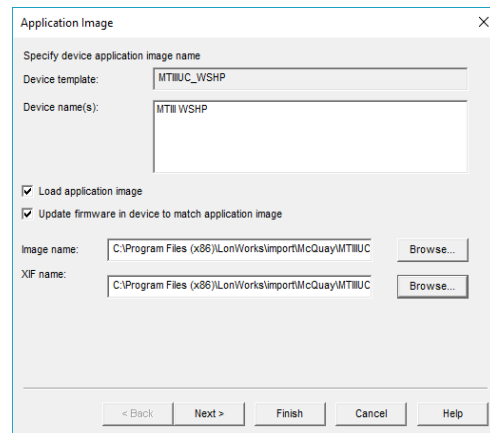 Application Image
Specify device application image name
Device template:
MTIIIUC_WSHP
Device name(s):
MTIII WSHP
Load application image
Update firmware in device to match application image
Image name:
C:\Program Files (x86)\LonWorks\import\McQuay\MTIIIUC
Browse...
XIF name:
C:\Program Files (x86)\LonWorks\import\McQuay\MTIIIUC
Browse...
< Back
Next >
Finish
Cancel
Help